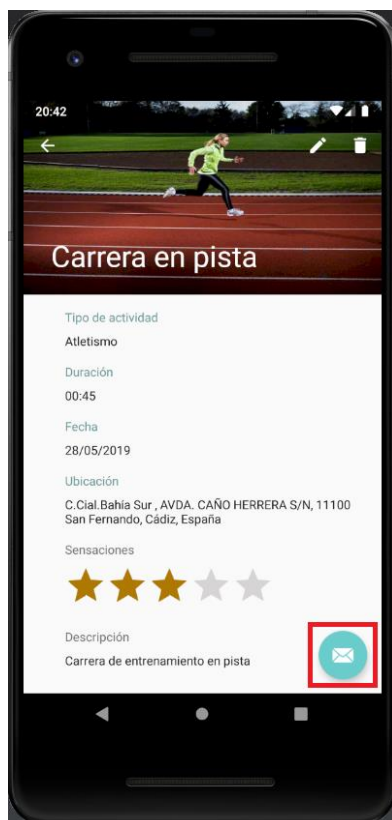 20:42
Carrera en pista
Tipo de actividad
Atletismo
Duración
00:45
Fecha
28/05/2019
Ubicación
C.Cial.Bahía Sur , AVDA. CAÑO HERRERA S/N, 11100
San Fernando, Cádiz, España
Sensaciones
Descripción
Carrera de entrenamiento en pista